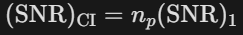 (SNR)_CI = n_p(SNR)_1